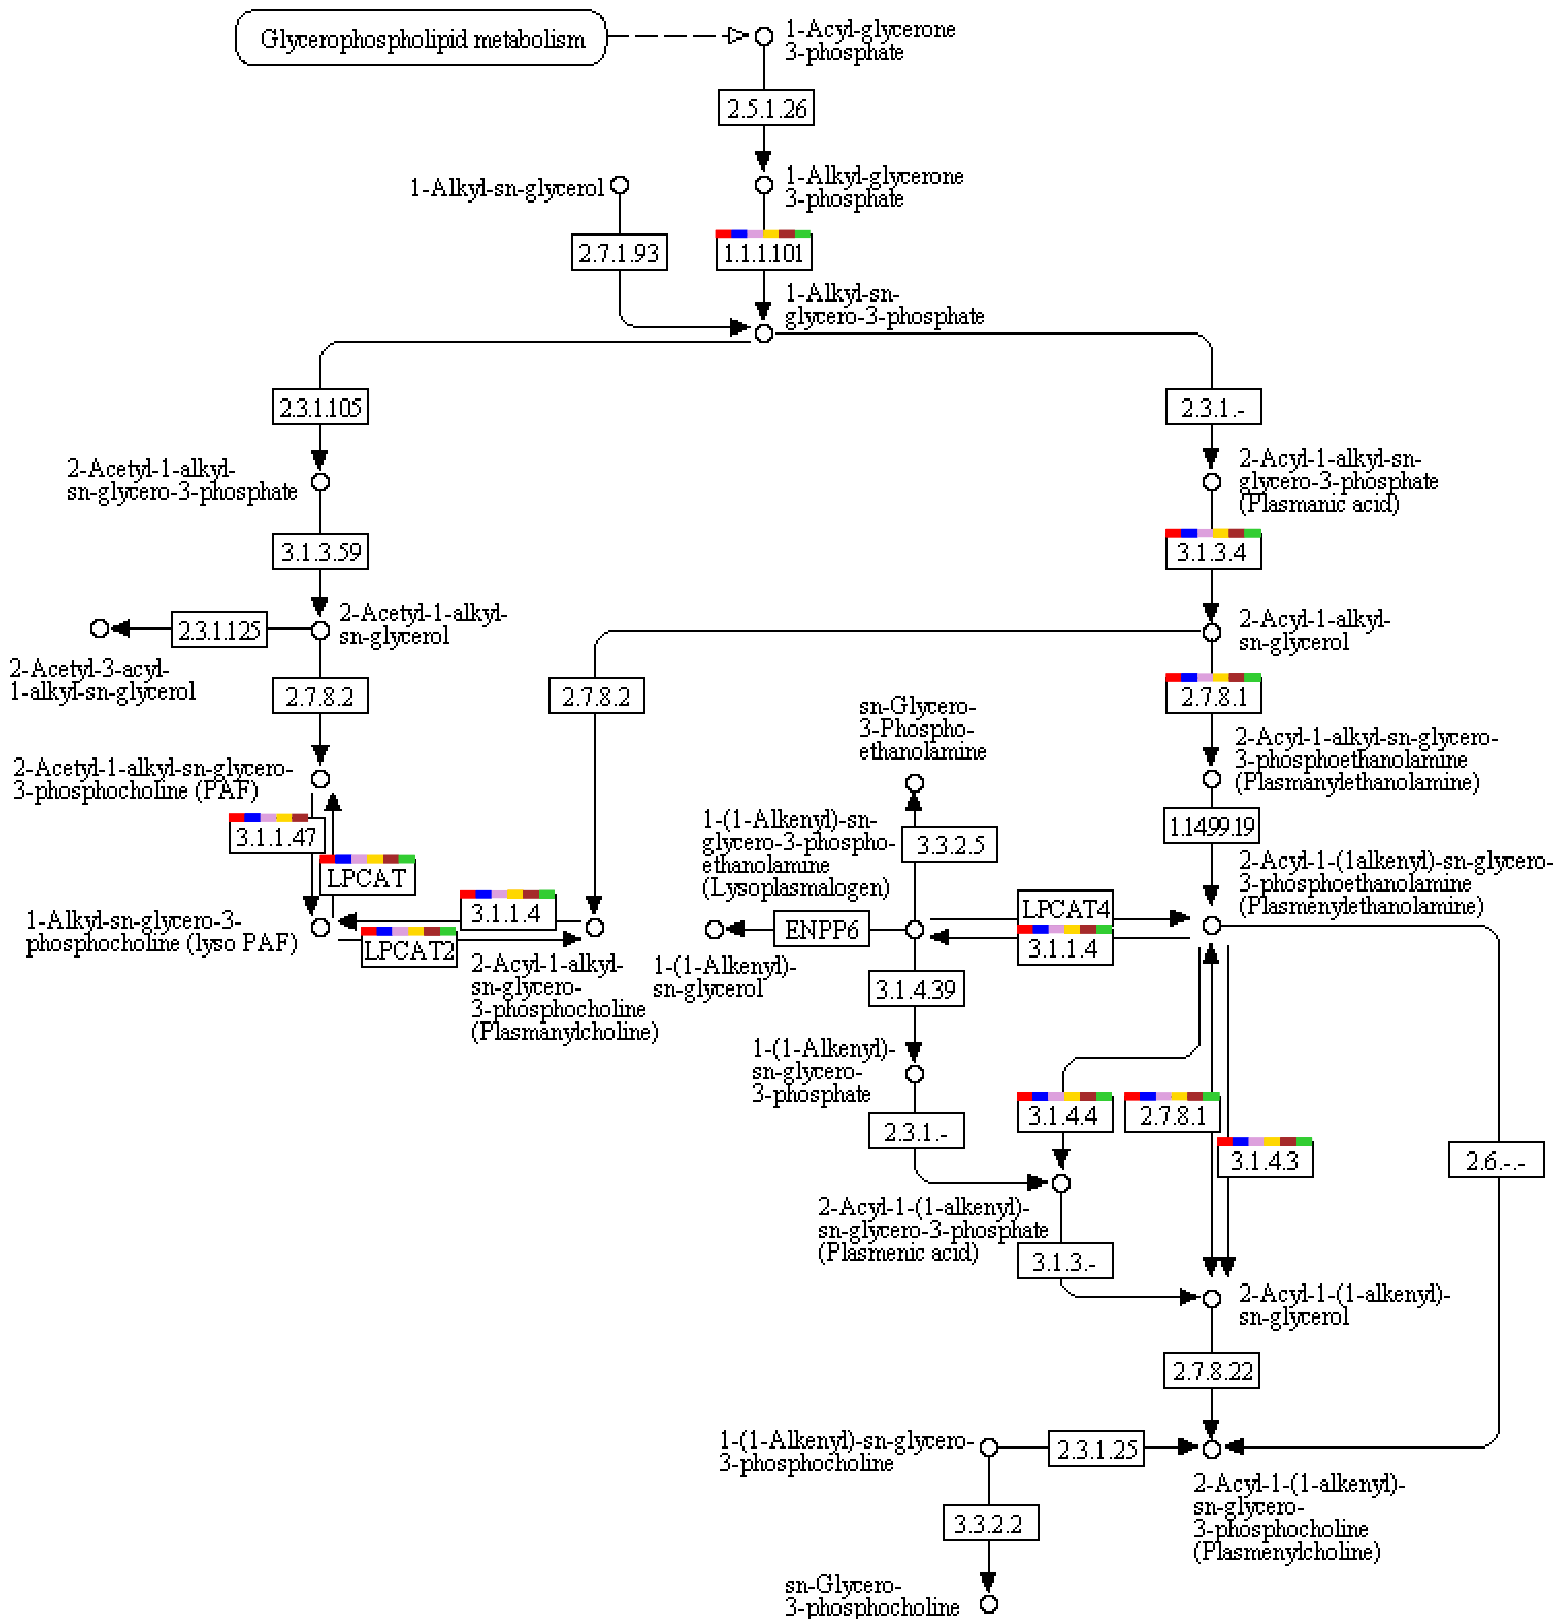 Glycerophospholipid metabolism
1-Acyl-glycerone
3-phosphate
2.5.1.26
1-Alkyl-sn-glycerol
1-Alkyl-glycerone
3-phosphate
2.7.1.93
1.1.1.101
1-Alkyl-sn-
glycero-3-phosphate
2.3.1.105
2.3.1.-
2-Acetyl-1-alkyl-
sn-glycero-3-phosphate
2-Acyl-1-alkyl-sn-
glycero-3-phosphate
(Plasmanic acid)
3.1.3.59
3.1.3.4
2.3.1.125
2-Acetyl-1-alkyl-
sn-glycerol
2-Acyl-1-alkyl-
sn-glycerol
2-Acetyl-3-acyl-
1-alkyl-sn-glycerol
2.7.8.2
2.7.8.2
2.7.8.1
sn-Glycero-
3-Phospho-
ethanolamine
2-Acetyl-1-alkyl-sn-glycero-
3-phosphocholine (PAF)
2-Acyl-1-alkyl-sn-glycero-
3-phosphoethanolamine
(Plasmanylethanolamine)
3.1.1.47
LPCAT
1-(1-Alkenyl)-sn-
glycero-3-phospho-
ethanolamine
(Lysoplasmalogen)
3.3.2.5
1.14.99.19
2-Acyl-1-(1alkenyl)-sn-glycero-
3-phosphoethanolamine
(Plasmenylethanolamine)
1-Alkyl-sn-glycero-3-
phosphocholine (lyso PAF)
3.1.1.4
LPCAT2
ENPP6
LPCAT4
3.1.1.4
2-Acyl-1-alkyl-
sn-glycero-
3-phosphocholine
(Plasmanylcholine)
1-(1-Alkenyl)-
sn-glycerol
3.1.4.39
1-(1-Alkenyl)-
sn-glycero-
3-phosphate
2.3.1.-
3.1.4.4
2.7.8.1
3.1.4.3
2.6.-.-
2-Acyl-1-(1-alkenyl)-
sn-glycero-3-phosphate
(Plasmenic acid)
3.1.3.-
2-Acyl-1-(1-alkenyl)-
sn-glycerol
2.7.8.22
1-(1-Alkenyl)-sn-glycero-
3-phosphocholine
2.3.1.25
2-Acyl-1-(1-alkenyl)-
sn-glycero-
3-phosphocholine
(Plasmenylcholine)
3.3.2.2
sn-Glycero-
3-phosphocholine